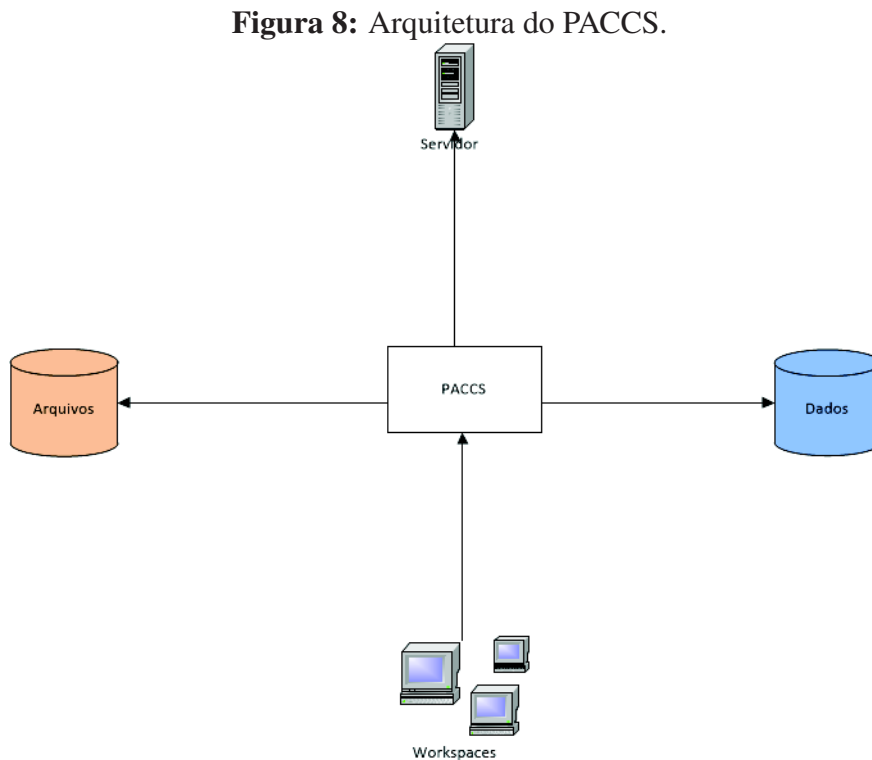 Figura 8: Arquitetura do PACCS.
Servidor
PACCS
Arquivos
Dados
Workspaces